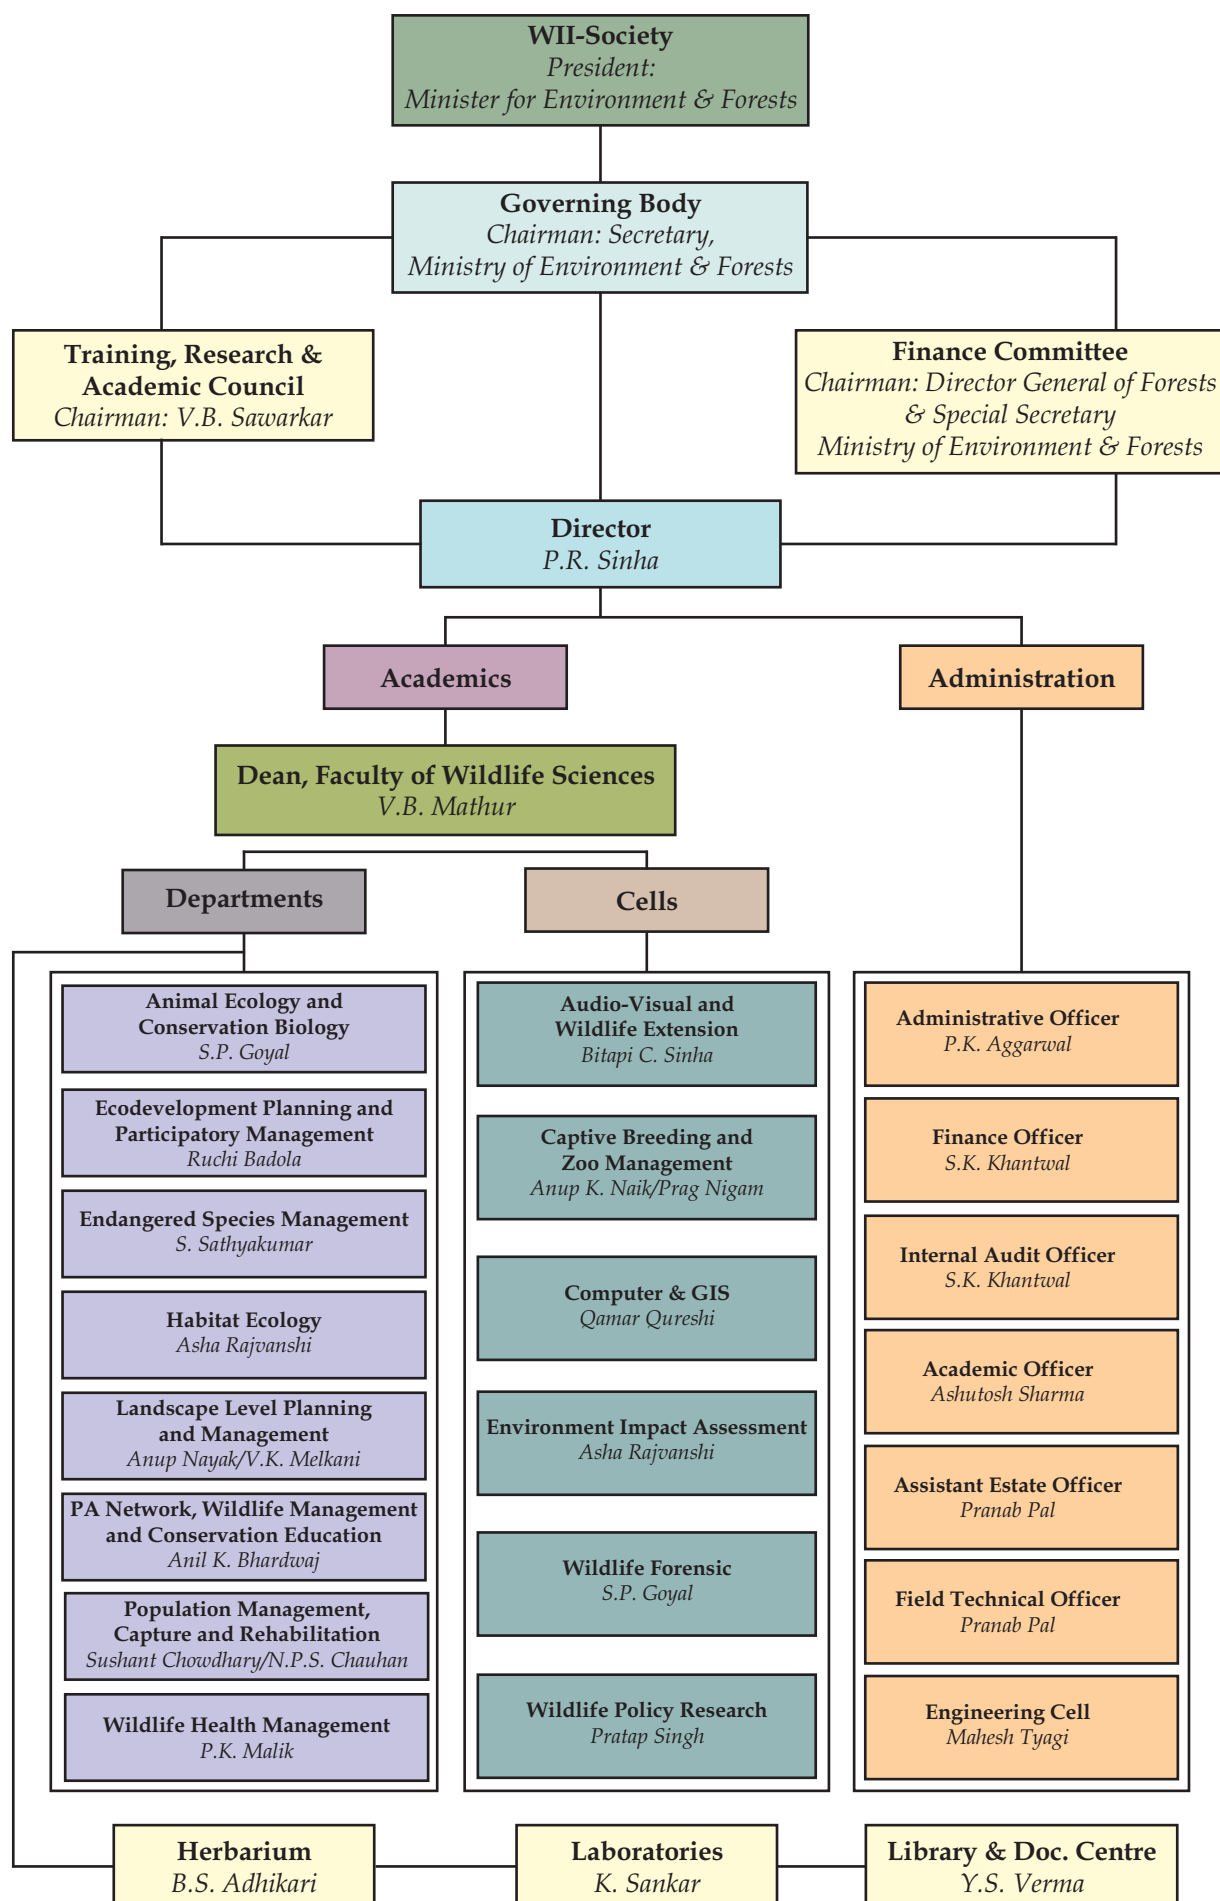 WII-Society
President:
Minister for Environment & Forests
Governing Body
Chairman: Secretary,
Ministry of Environment & Forests
Training, Research &
Academic Council
Chairman: V.B. Sawarkar
Finance Committee
Chairman: Director General of Forests
& Special Secretary
Ministry of Environment & Forests
Director
P.R. Sinha
Academics
Administration
Dean, Faculty of Wildlife Sciences
V.B. Mathur
Departments
Cells
Animal Ecology and
Conservation Biology
S.P. Goyal
Ecodevelopment Planning and
Participatory Management
Ruchi Badola
Endangered Species Management
S. Sathyakumar
Habitat Ecology
Asha Rajvanshi
Landscape Level Planning
and Management
Anup Nayak/V.K. Melkani
PA Network, Wildlife Management
and Conservation Education
Anil K. Bhardwaj
Population Management,
Capture and Rehabilitation
Sushant Chowdhary/N.P.S. Chauhan
Wildlife Health Management
P.K. Malik
Audio-Visual and
Wildlife Extension
Bitapi C. Sinha
Captive Breeding and
Zoo Management
Anup K. Naik/Prag Nigam
Computer & GIS
Qamar Qureshi
Environment Impact Assessment
Asha Rajvanshi
Wildlife Forensic
S.P. Goyal
Wildlife Policy Research
Pratap Singh
Administrative Officer
P.K. Aggarwal
Finance Officer
S.K. Khantwal
Internal Audit Officer
S.K. Khantwal
Academic Officer
Ashutosh Sharma
Assistant Estate Officer
Pranab Pal
Field Technical Officer
Pranab Pal
Engineering Cell
Mahesh Tyagi
Herbarium
B.S. Adhikari
Laboratories
K. Sankar
Library & Doc. Centre
Y.S. Verma